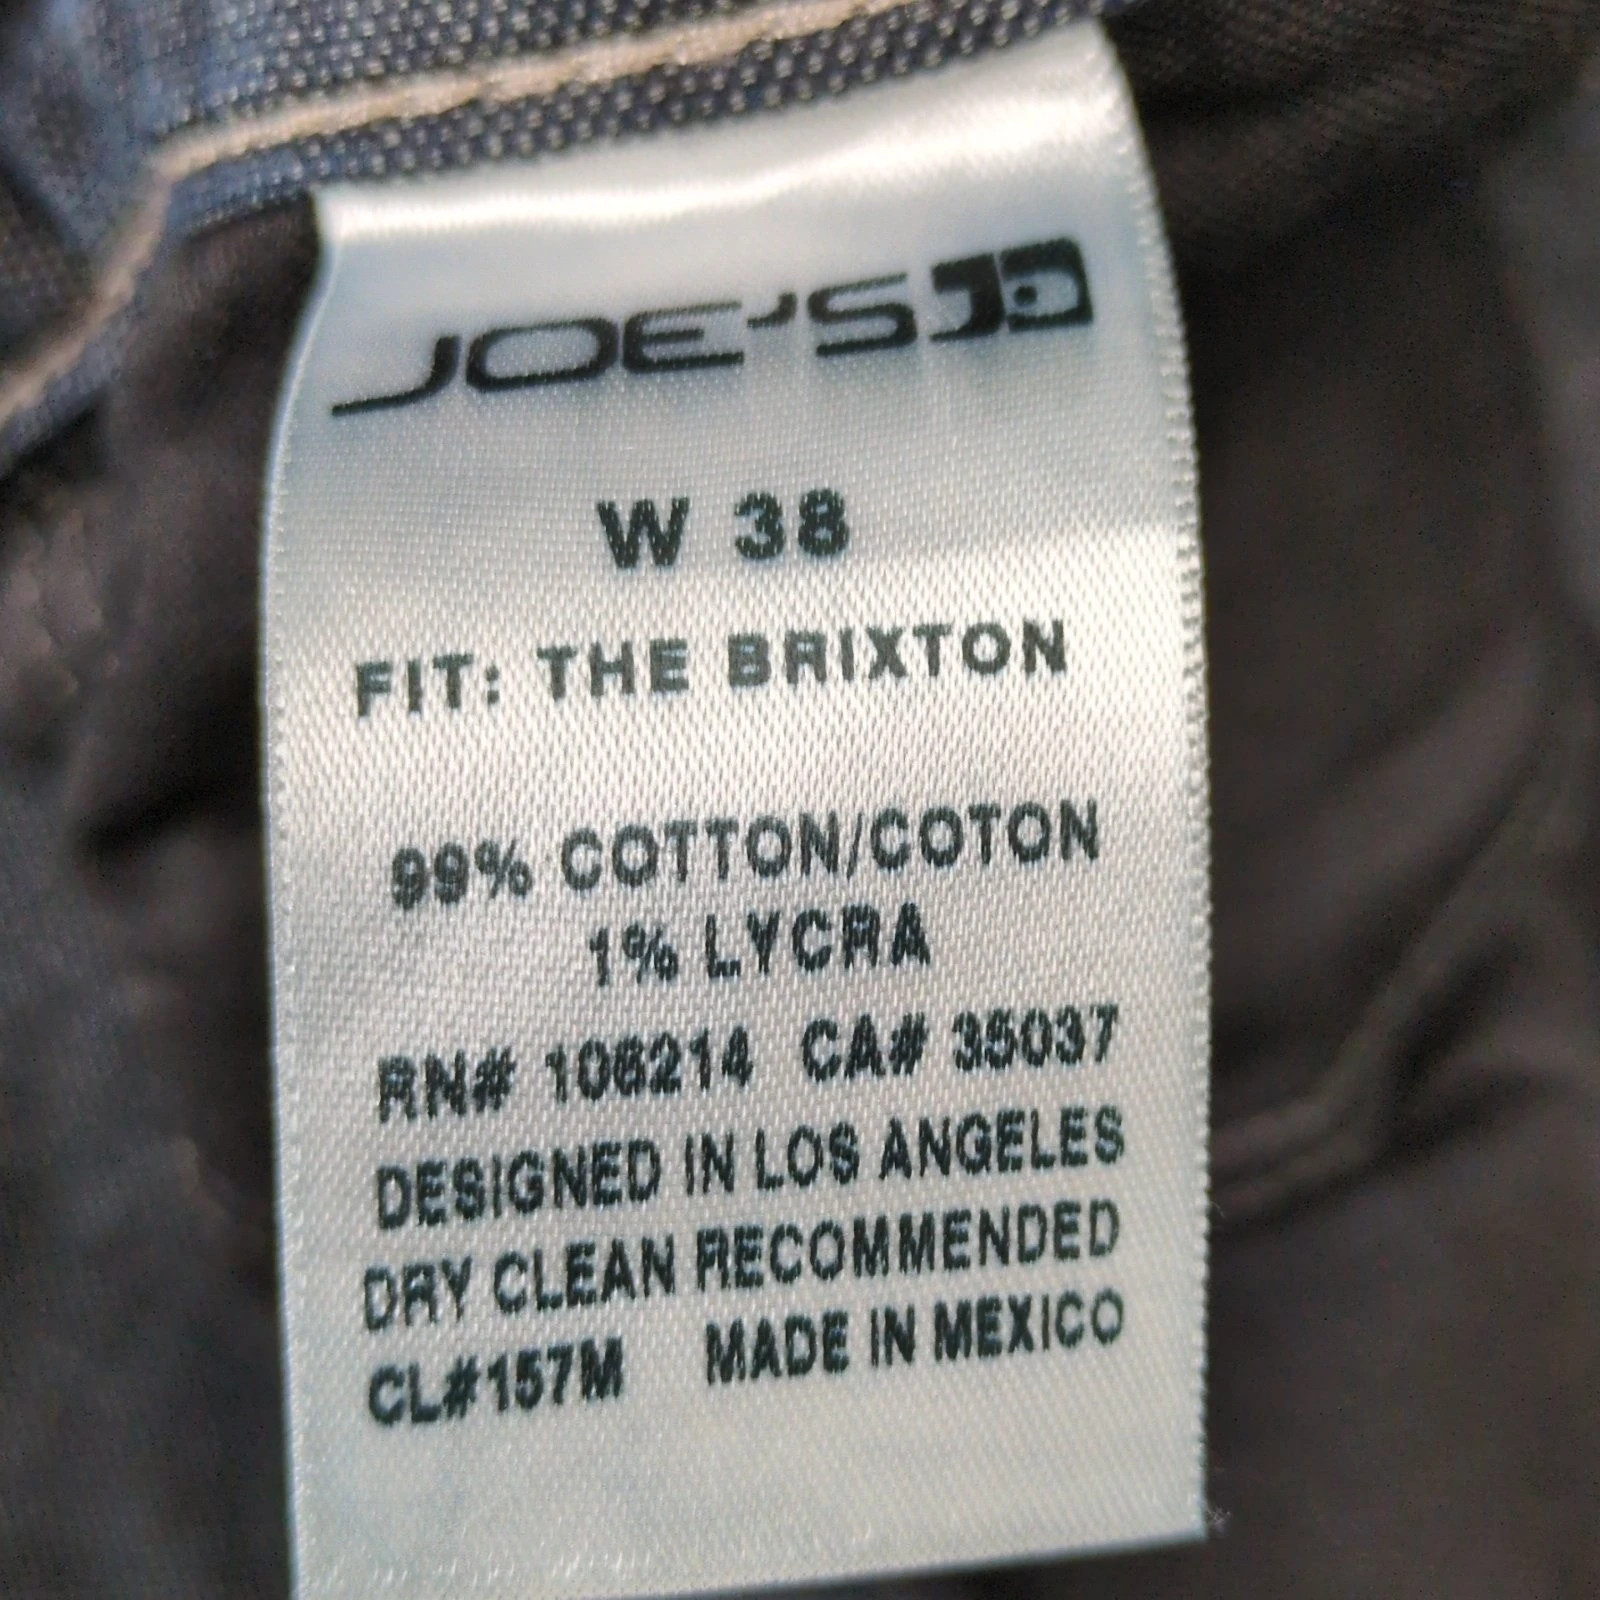 JOE'S JD
W 38
FIT: THE BRIXTON
99% COTTON/COTON
1% LYCRA
RN# 106214 CA# 35037
DESIGNED IN LOS ANGELES
DRY CLEAN RECOMMENDED
CL#157M MADE IN MEXICO